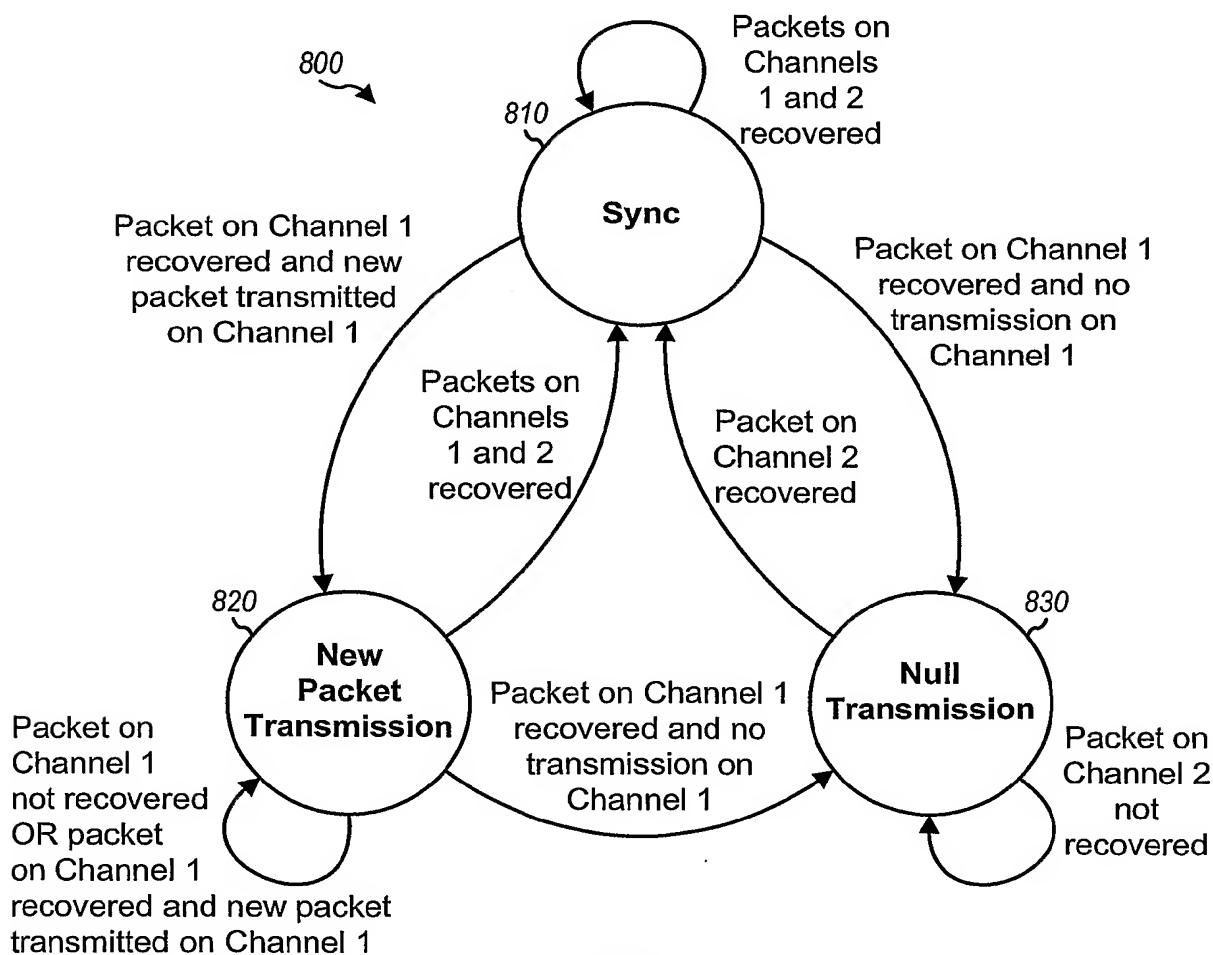 800
Packets on
Channels
1 and 2
recovered
810
Sync
Packet on Channel 1
recovered and new
packet transmitted
on Channel 1
Packet on Channel 1
recovered and no
transmission on
Channel 1
Packets on
Channels
1 and 2
recovered
Packet on
Channel 2
recovered
820
New
Packet
Transmission
830
Null
Transmission
Packet on Channel 1
recovered and no
transmission on
Channel 1
Packet on
Channel 1
not recovered
OR packet
on Channel 1
recovered and new packet
transmitted on Channel 1
Packet on
Channel 2
not
recovered